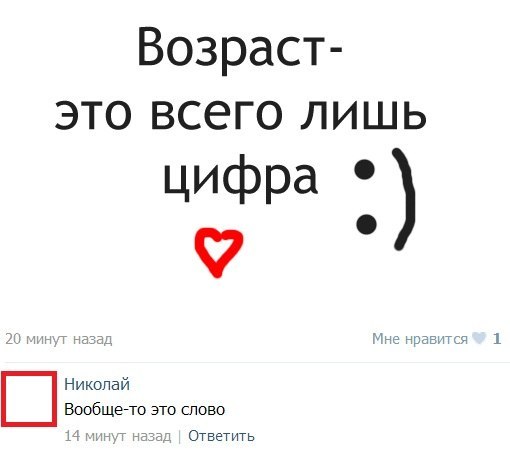 Возраст-
это всего лишь
цифра :)
20 минут назад
Мне нравится 1
Николай
Вообще-то это слово
14 минут назад | Ответить